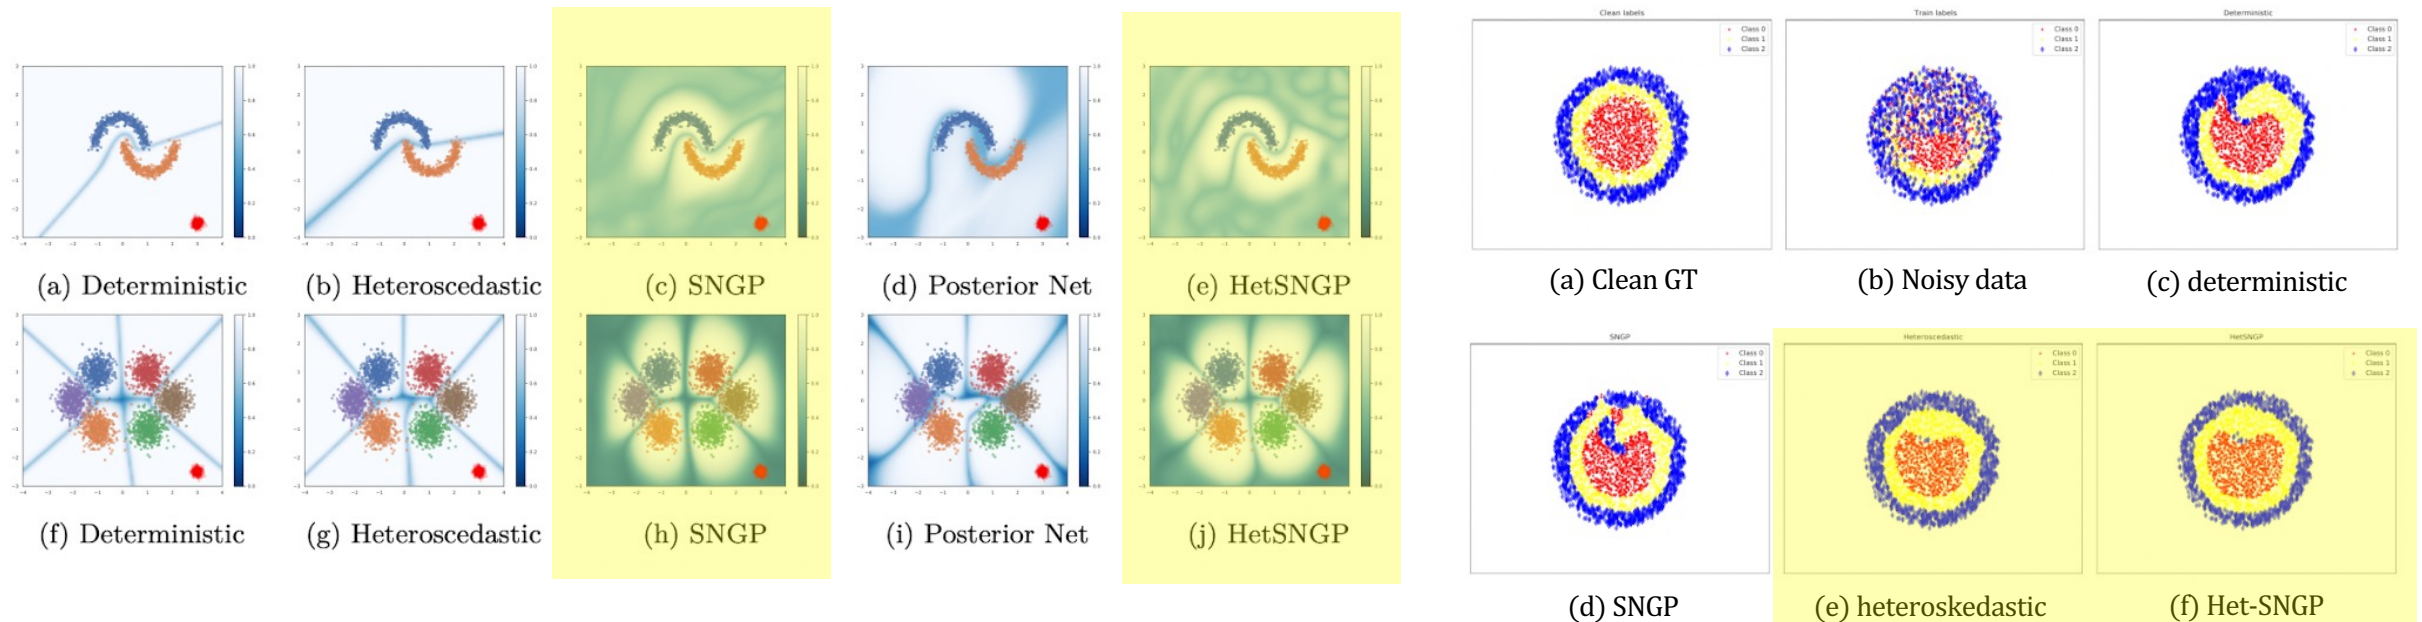 (a) Deterministic
(b) Heteroscedastic
(c) SNGP
(d) Posterior Net
(e) HetSNGP
(f) Deterministic
(g) Heteroscedastic
(h) SNGP
(i) Posterior Net
(j) HetSNGP
Clean labels
Class 0
Class 1
Class 2
Train labels
Class 0
Class 1
Class 2
Deterministic
Class 0
Class 1
Class 2
(a) Clean GT
(b) Noisy data
(c) deterministic
SNGP
Class 0
Class 1
Class 2
Heteroscedastic
Class 0
Class 1
Class 2
HetSNGP
Class 0
Class 1
Class 2
(d) SNGP
(e) heteroskedastic
(f) Het-SNGP